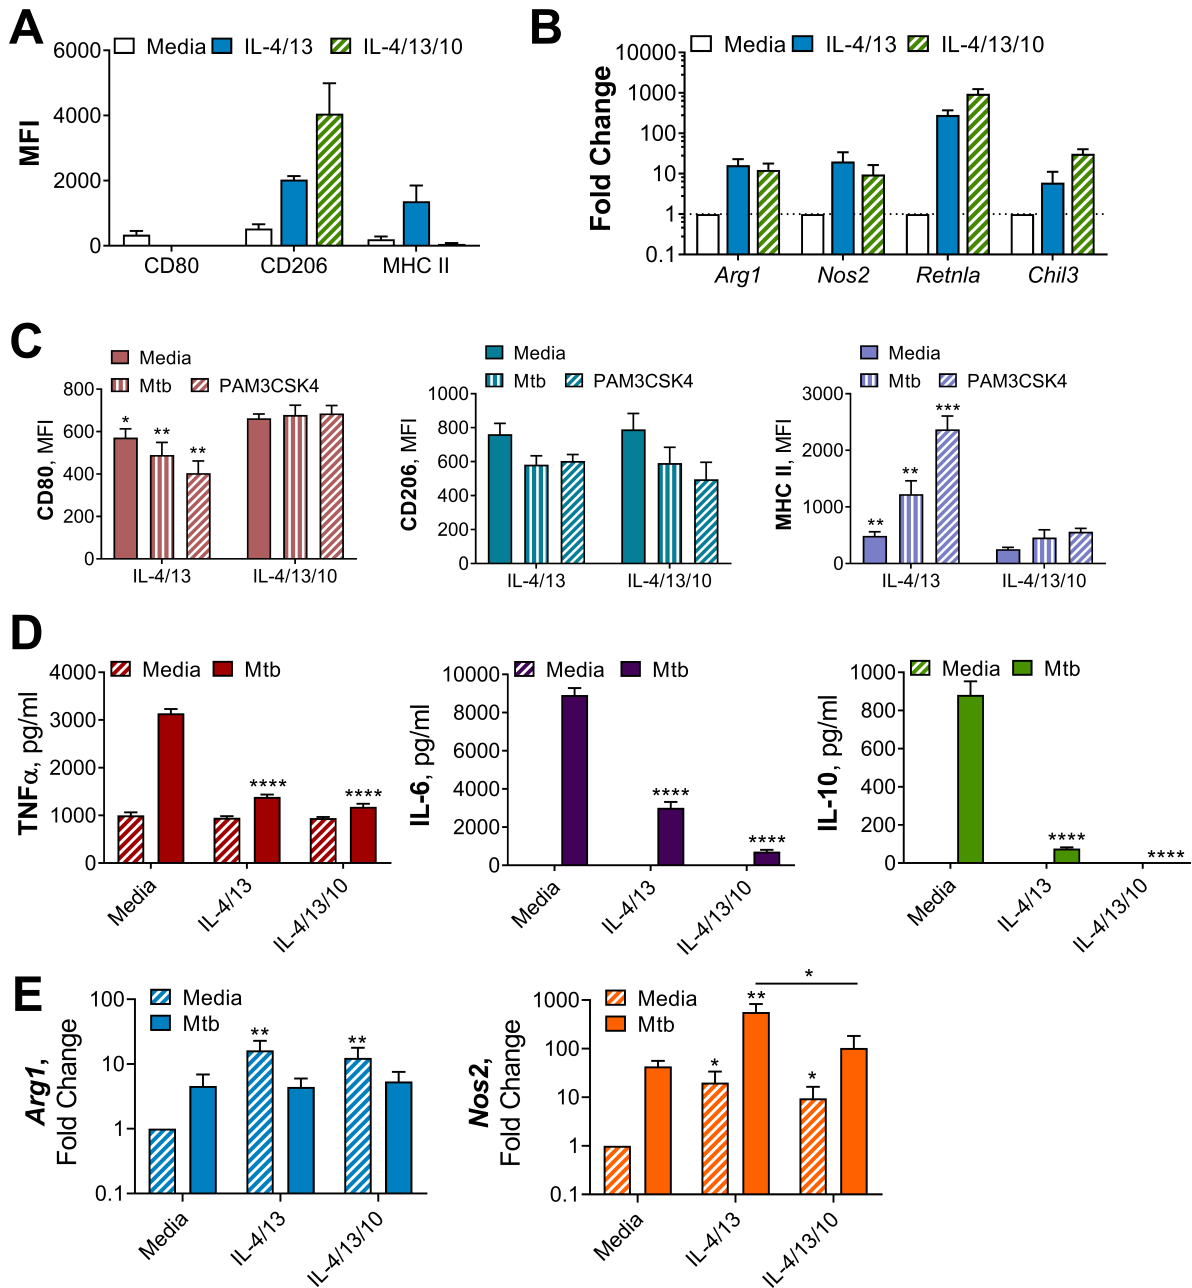 A
Media IL-4/13 IL-4/13/10
MFI
6000
4000
2000
0
CD80 CD206 MHC II
B
Media IL-4/13 IL-4/13/10
Fold Change
10000
1000
100
10
1
0.1
Arg1 Nos2 Retnla Chil3
C
Media
Mtb PAM3CSK4
CD80, MFI
800
600
400
200
0
* ** **
IL-4/13 IL-4/13/10
Media
Mtb PAM3CSK4
CD206, MFI
1000
800
600
400
200
0
IL-4/13 IL-4/13/10
Media
Mtb PAM3CSK4
MHC II, MFI
3000
2000
1000
0
** ** ***
IL-4/13 IL-4/13/10
D
Media Mtb
TNFα, pg/ml
4000
3000
2000
1000
0
**** ****
Media IL-4/13 IL-4/13/10
Media Mtb
IL-6, pg/ml
10000
8000
6000
4000
2000
0
**** ****
Media IL-4/13 IL-4/13/10
Media Mtb
IL-10, pg/ml
1000
800
600
400
200
0
**** ****
Media IL-4/13 IL-4/13/10
E
Media
Mtb
Arg1,
Fold Change
100
10
1
0.1
** **
Media IL-4/13 IL-4/13/10
Media
Mtb
Nos2,
Fold Change
1000
100
10
1
0.1
* ** * *
Media IL-4/13 IL-4/13/10